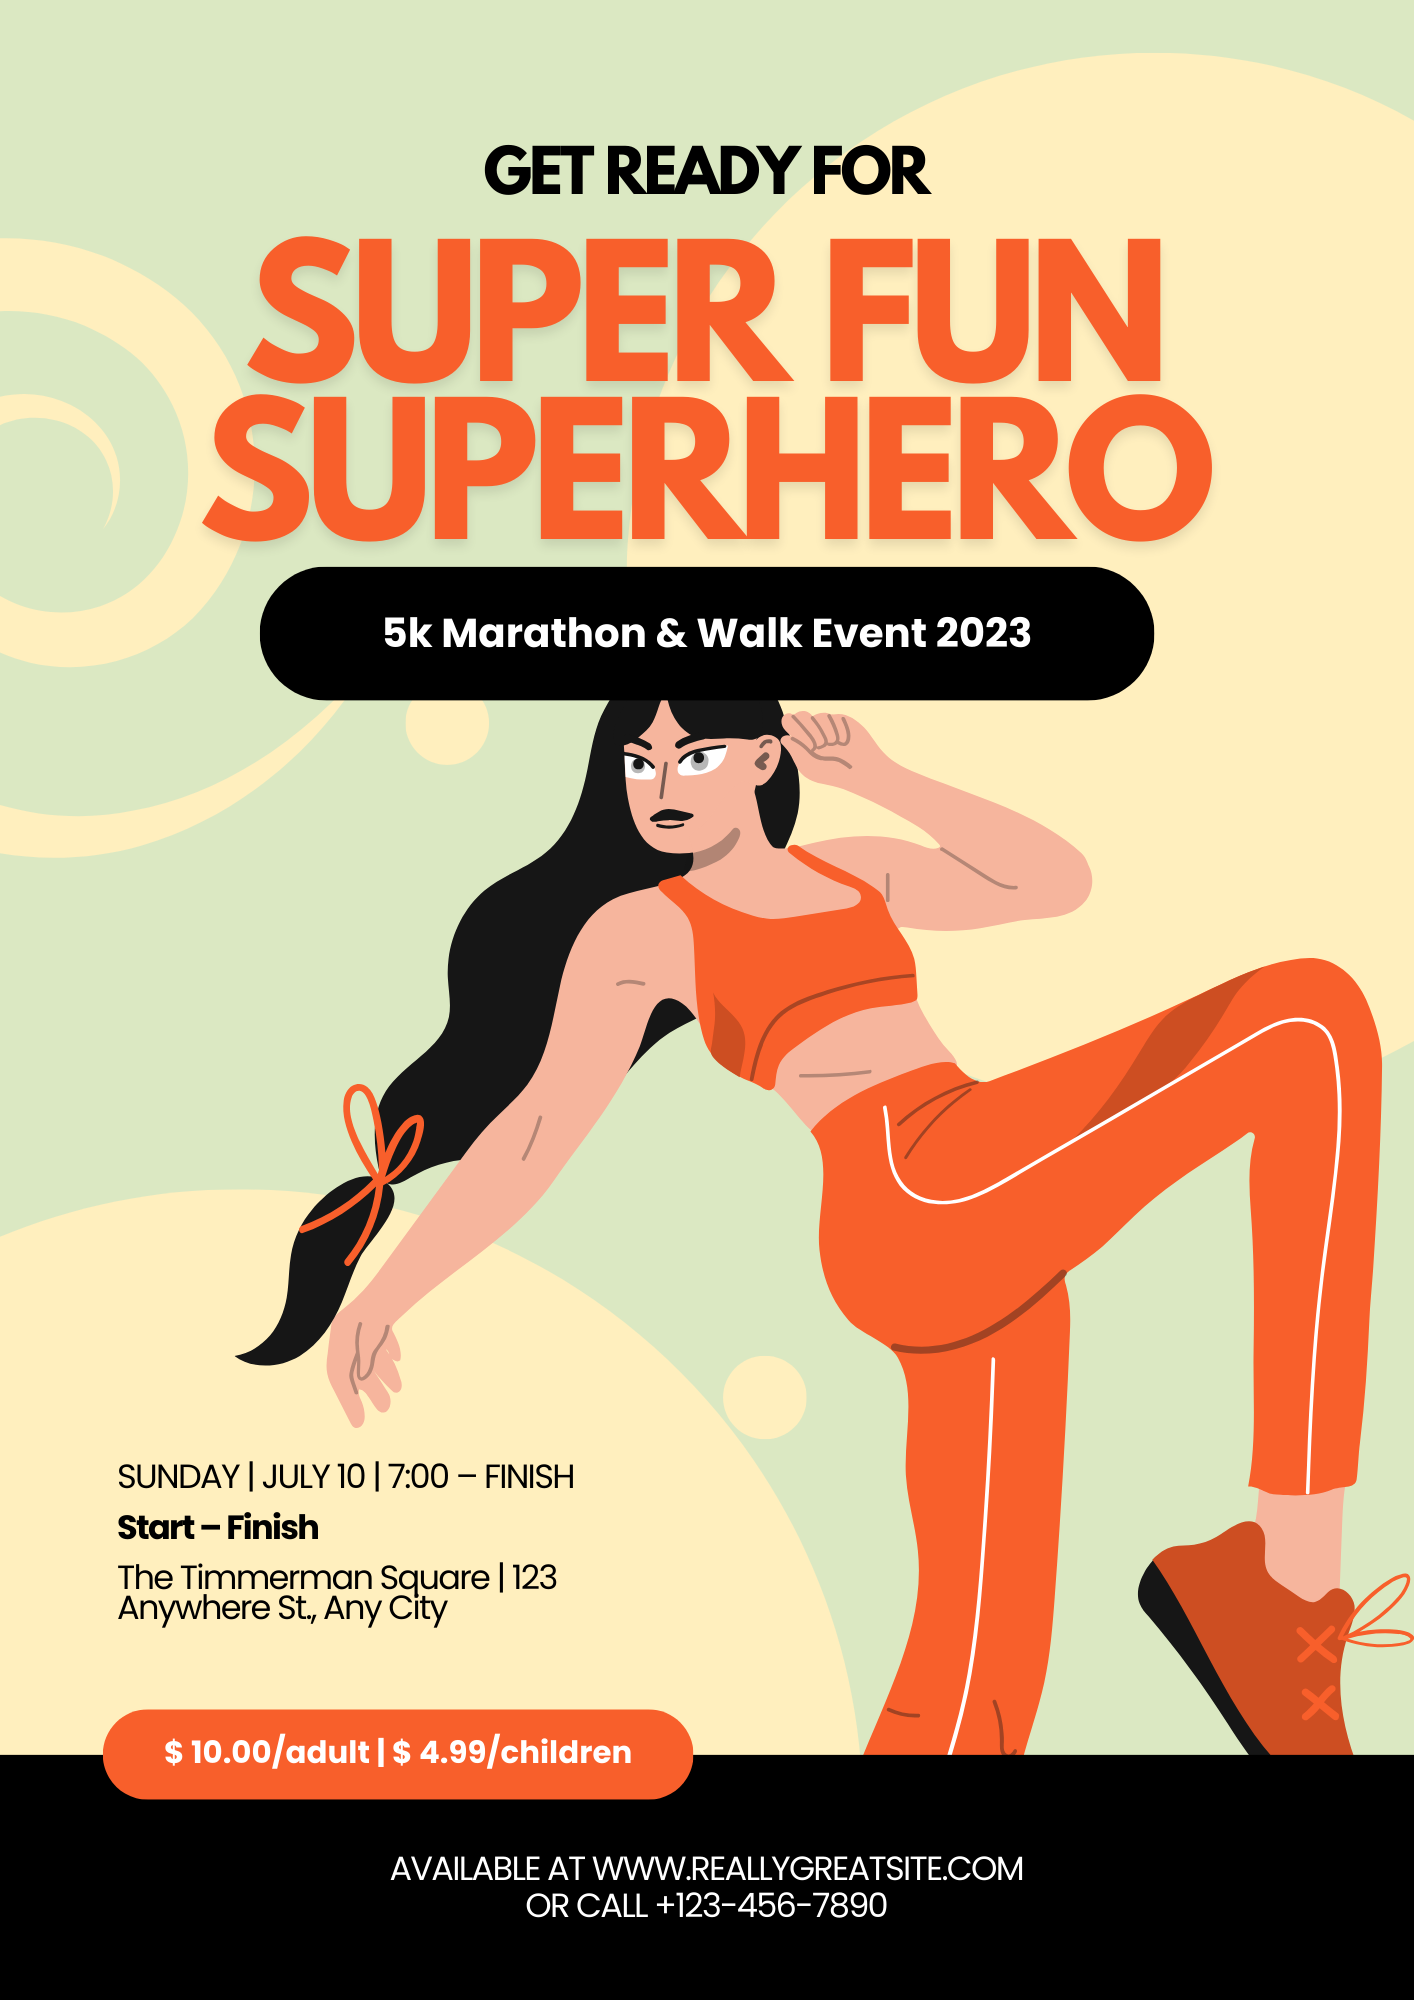 GET READY FOR
SUPER FUN
SUPERHERO
5k Marathon & Walk Event 2023
SUNDAY | JULY 10 | 7:00 – FINISH
Start – Finish
The Timmerman Square | 123
Anywhere St., Any City
$ 10.00/adult | $ 4.99/children
AVAILABLE AT WWW.REALLYGREATSITE.COM
OR CALL +123-456-7890